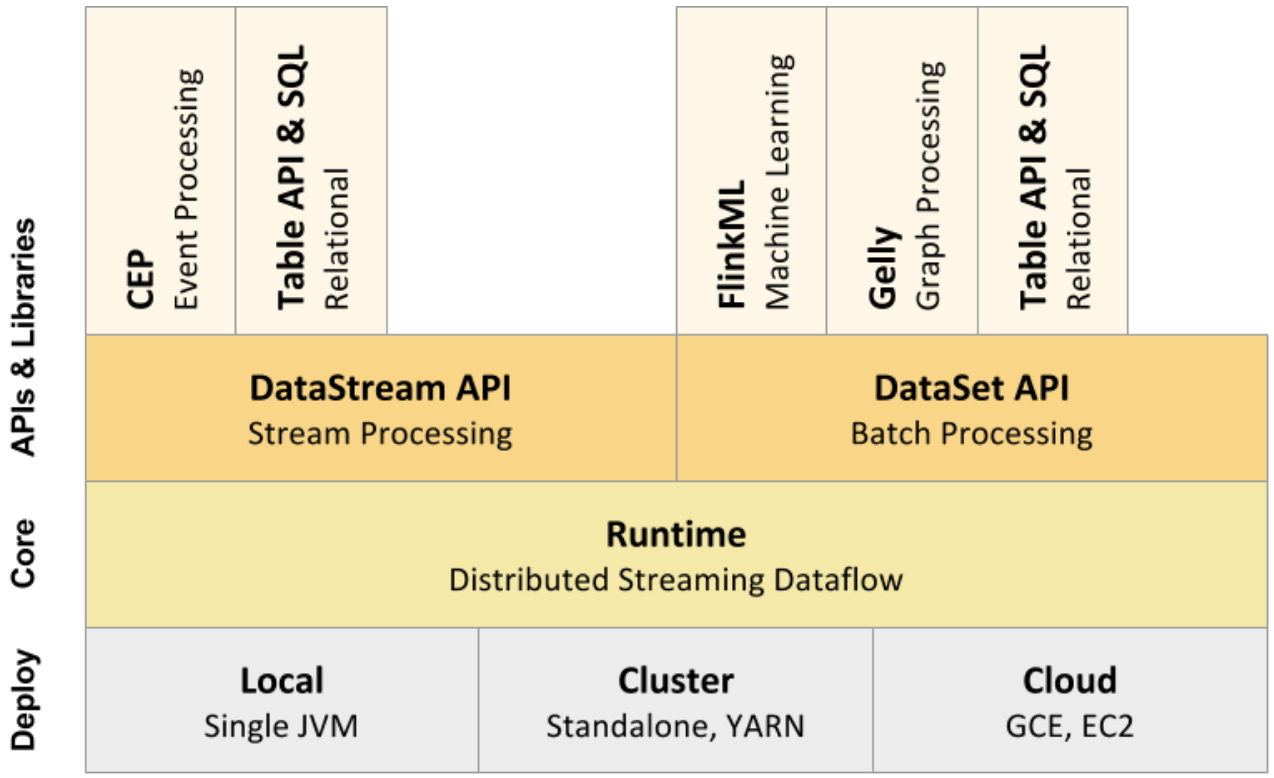 APIs & Libraries
CEP
Event Processing
Table API & SQL
Relational
FlinkML
Machine Learning
Gelly
Graph Processing
Table API & SQL
Relational
DataStream API
Stream Processing
DataSet API
Batch Processing
Core
Runtime
Distributed Streaming Dataflow
Deploy
Local
Single JVM
Cluster
Standalone, YARN
Cloud
GCE, EC2